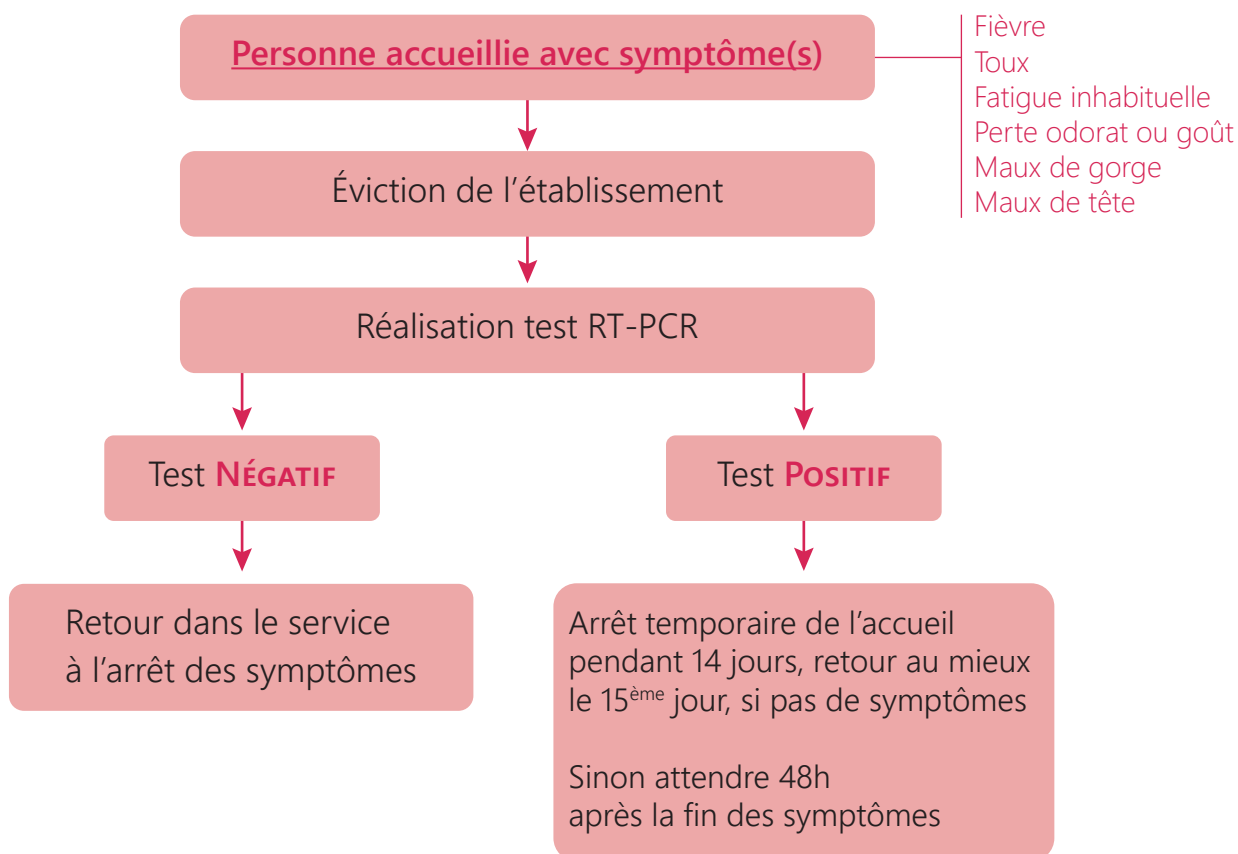 Personne accueillie avec symptôme(s)
Fièvre
Toux
Fatigue inhabituelle
Perte odorat ou goût
Maux de gorge
Maux de tête
Éviction de l’établissement
Réalisation test RT-PCR
Test Négatif
Test Positif
Retour dans le service
à l’arrêt des symptômes
Arrêt temporaire de l’accueil
pendant 14 jours, retour au mieux
le 15ème jour, si pas de symptômes
Sinon attendre 48h
après la fin des symptômes